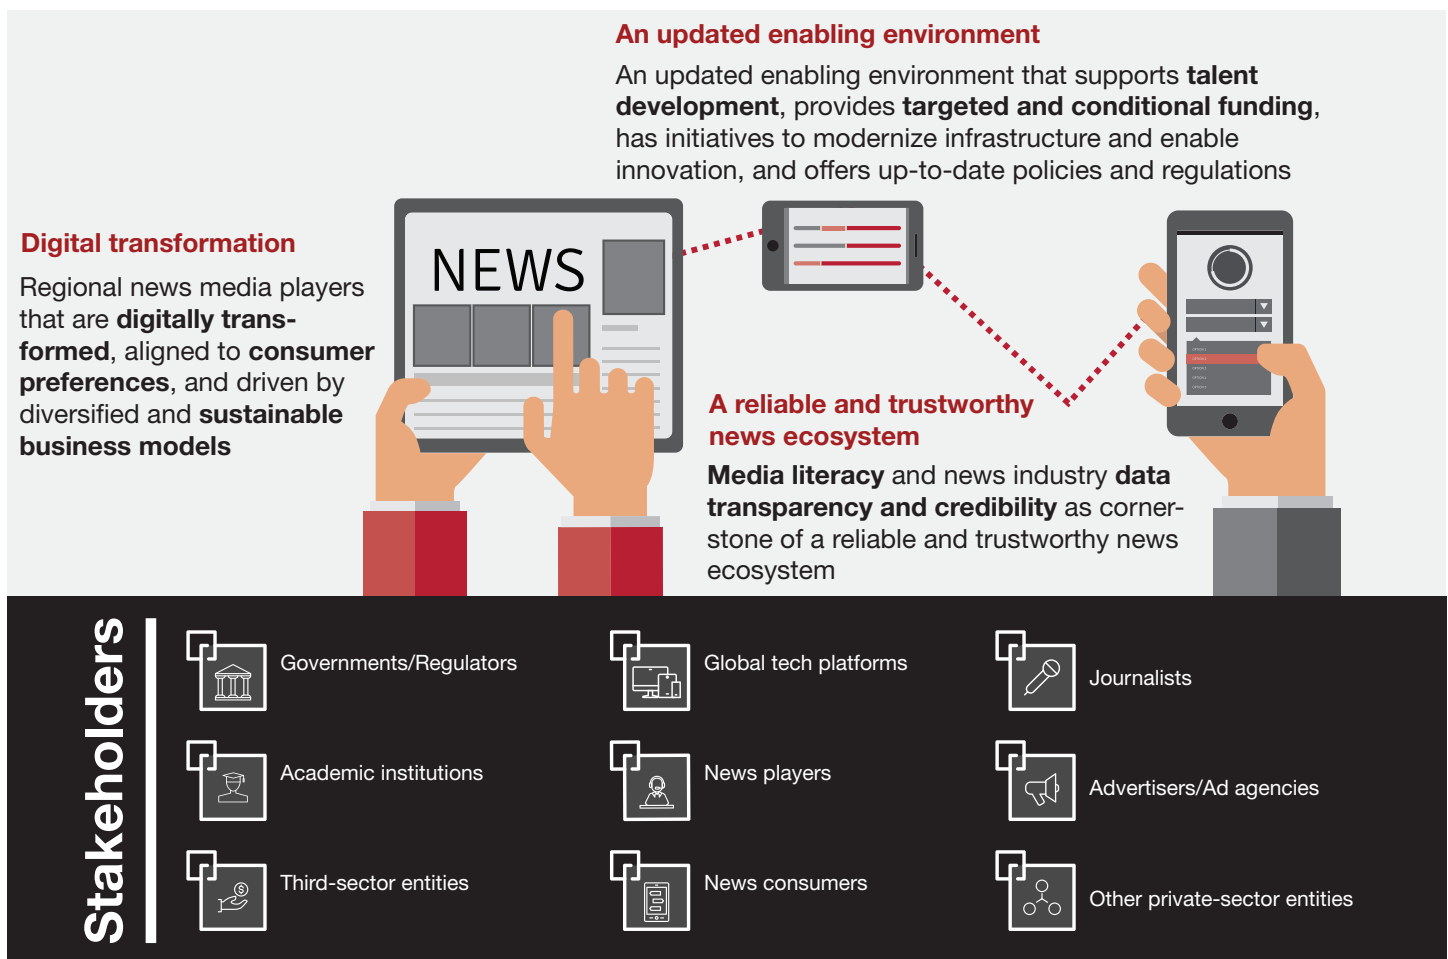 An updated enabling environment
An updated enabling environment that supports talent
development, provides targeted and conditional funding,
has initiatives to modernize infrastructure and enable
innovation, and offers up-to-date policies and regulations
Digital transformation
Regional news media players
that are digitally trans-
formed, aligned to consumer
preferences, and driven by
diversified and sustainable
business models
NEWS
A reliable and trustworthy
news ecosystem
Media literacy and news industry data
transparency and credibility as corner-
stone of a reliable and trustworthy news
ecosystem
Stakeholders
Governments/Regulators
Global tech platforms
Journalists
Academic institutions
News players
Advertisers/Ad agencies
Third-sector entities
News consumers
Other private-sector entities